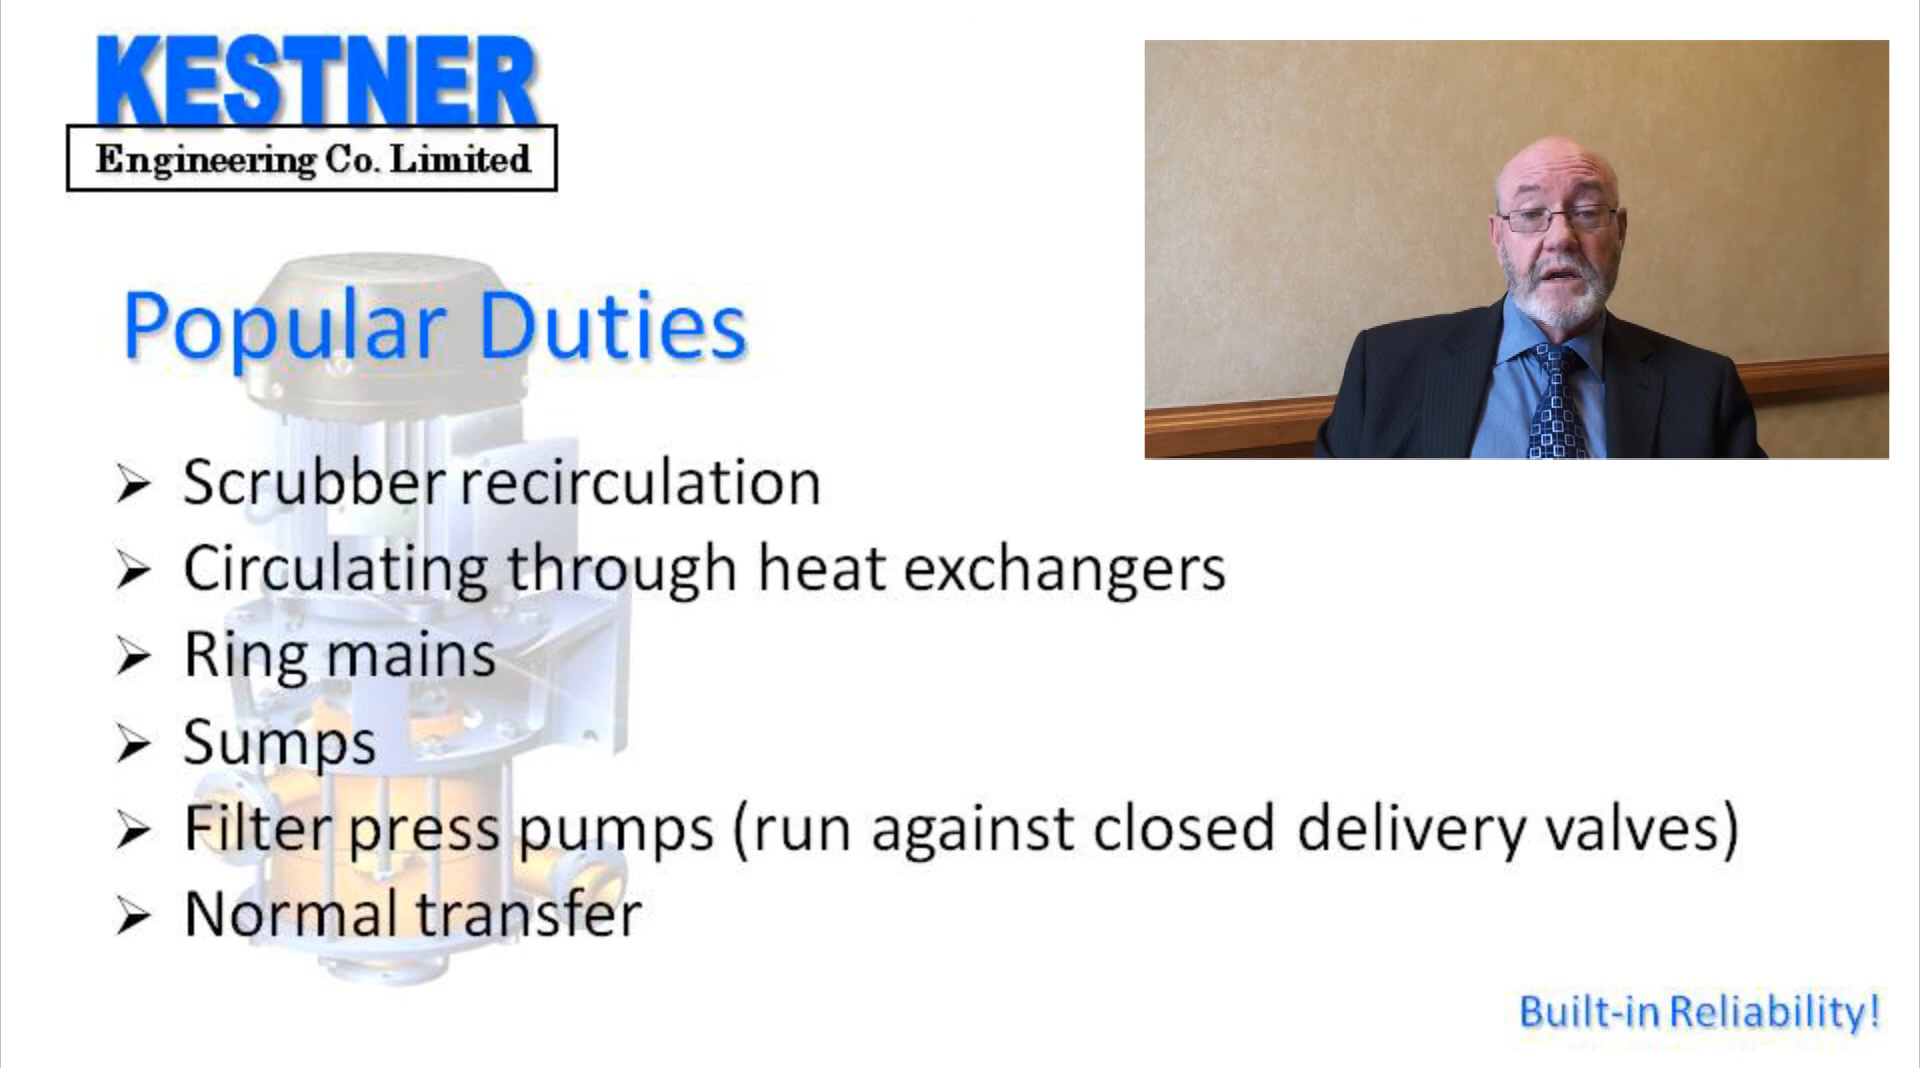 KESTNER
Engineering Co. Limited
Popular Duties
Scrubber recirculation
Circulating through heat exchangers
Ring mains
Sumps
Filter press pumps (run against closed delivery valves)
Normal transfer
Built-in Reliability!